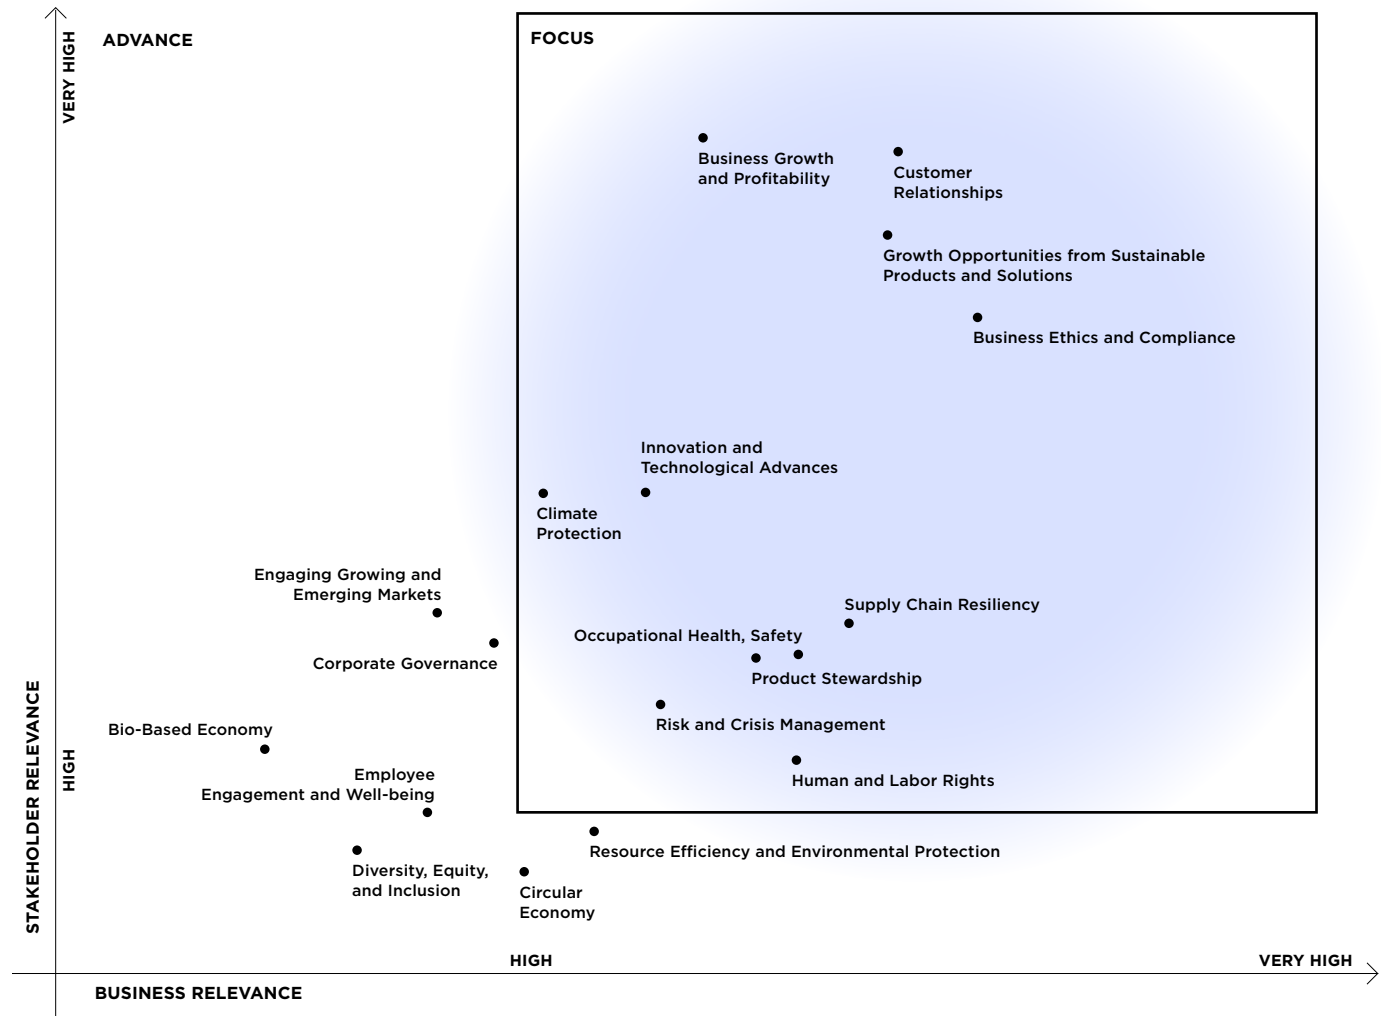 VERY HIGH
ADVANCE
FOCUS
Business Growth
and Profitability
Customer
Relationships
Growth Opportunities from Sustainable
Products and Solutions
Business Ethics and Compliance
Innovation and
Technological Advances
Climate
Protection
Engaging Growing and
Emerging Markets
Supply Chain Resiliency
Occupational Health, Safety
Corporate Governance
Product Stewardship
Risk and Crisis Management
Bio-Based Economy
Human and Labor Rights
Employee
Engagement and Well-being
HIGH
STAKEHOLDER RELEVANCE
Resource Efficiency and Environmental Protection
Diversity, Equity,
and Inclusion
Circular
Economy
HIGH
VERY HIGH
BUSINESS RELEVANCE